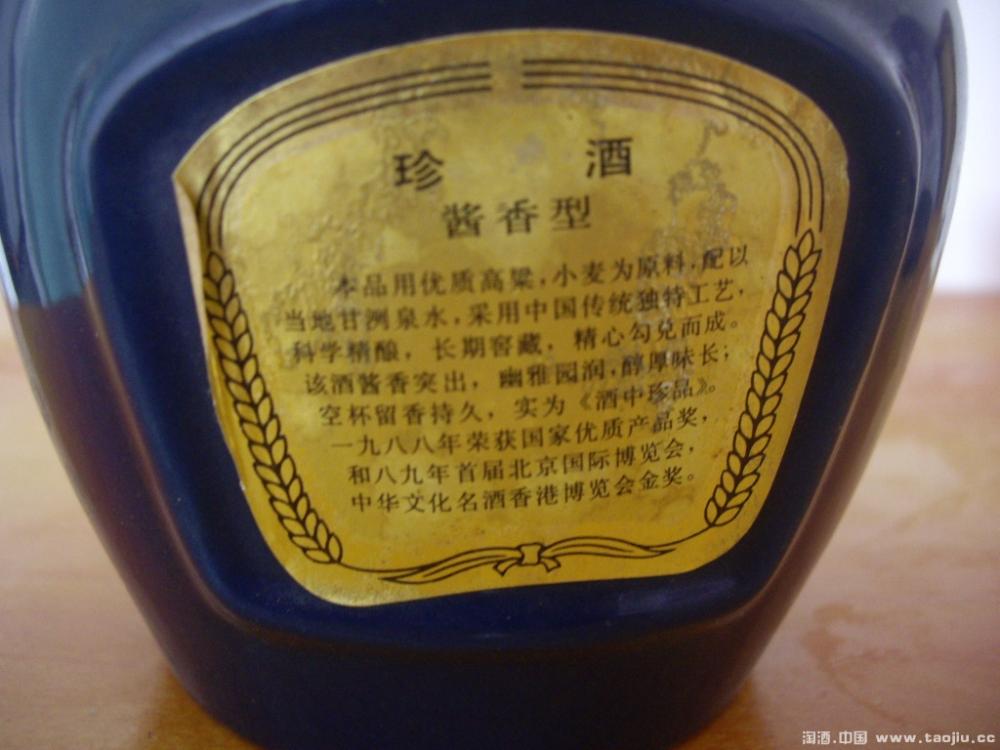 珍 酒
酱香型
本品用优质高粱，小麦为原料，配以
当地甘洌泉水，采用中国传统独特工艺，
科学精酿，长期窖藏，精心勾兑而成。
该酒酱香突出，幽雅园润，醇厚味长；
空杯留香持久，实为《酒中珍品》。
一九八八年荣获国家优质产品奖，
和八九年首届北京国际博览会，
中华文化名酒香港博览会金奖。
淘酒.中国 www.taojiu.cc